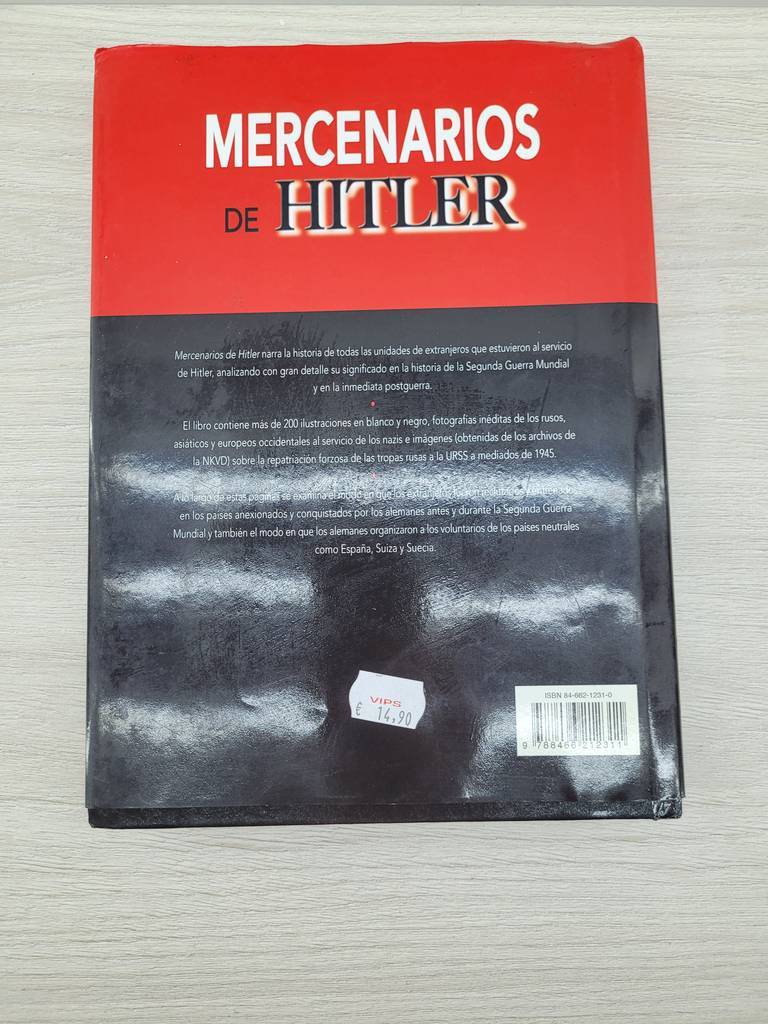 MERCENARIOS
DE HITLER
Mercenarios de Hitler narra la historia de todas las unidades de extranjeros que estuvieron al servicio
de Hitler, analizando con gran detalle su significado en la historia de la Segunda Guerra Mundial
y en la inmediata postguerra.
El libro contiene más de 200 ilustraciones en blanco y negro, fotografías inéditas de los rusos,
asiáticos y europeos occidentales al servicio de los nazis e imágenes (obtenidas de los archivos de
la NKVD) sobre la repatriación forzosa de las tropas rusas a la URSS a mediados de 1945.
A lo largo de estas páginas se examina el modo en que los extranjeros fueron reclutados y entrenados
en los países anexionados y conquistados por los alemanes antes y durante la Segunda Guerra
Mundial y también el modo en que los alemanes organizaron a los voluntarios de los países neutrales
como España, Suiza y Suecia.
VIPS
€ 14,90
ISBN 84-662-1231-0
9 788466 212311